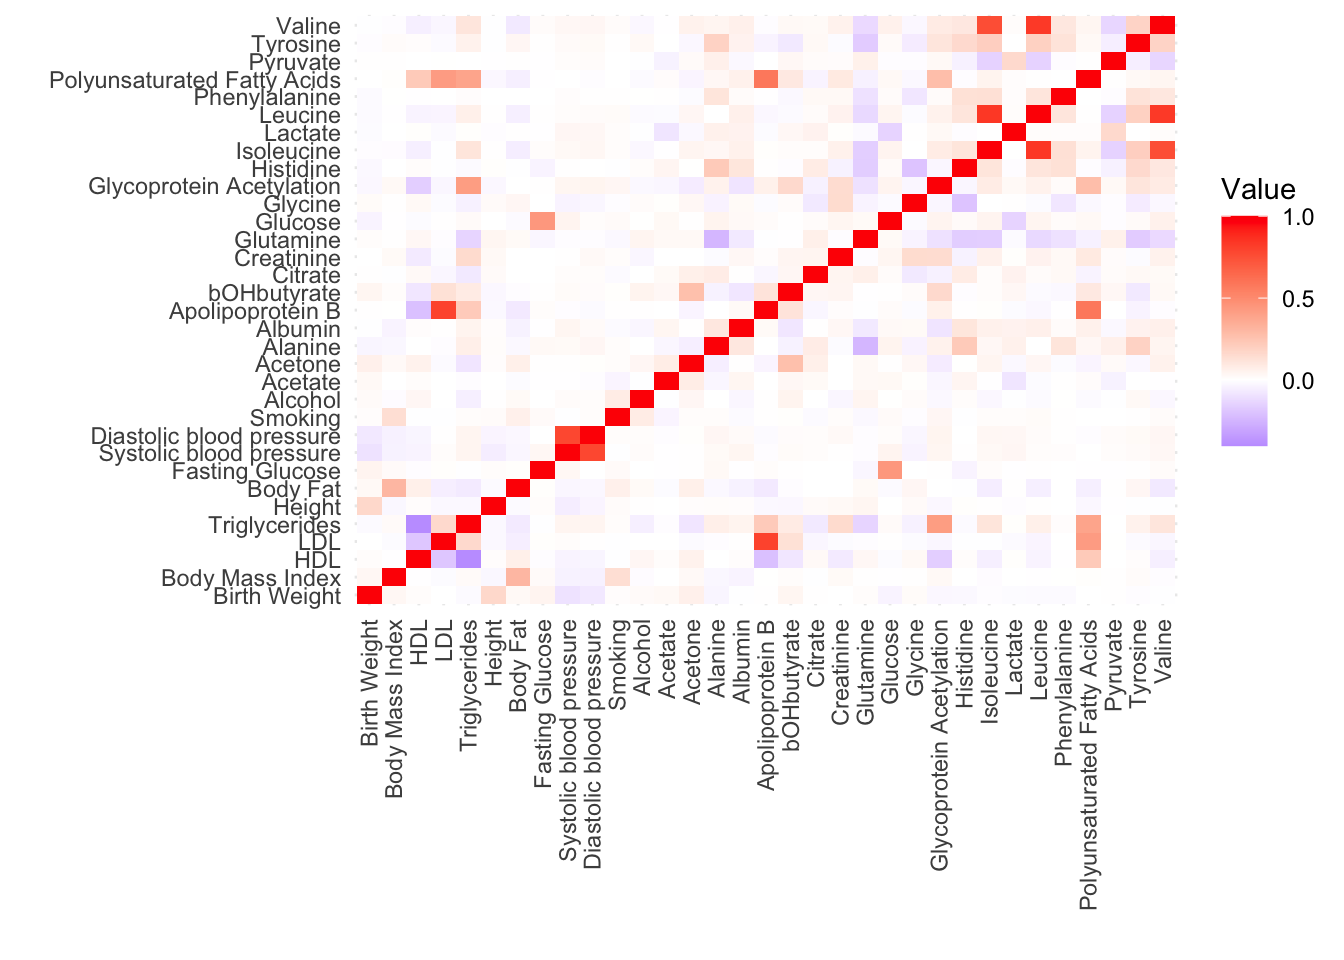 Valine
Tyrosine
Pyruvate
Polyunsaturated Fatty Acids
Phenylalanine
Leucine
Lactate
Isoleucine
Histidine
Glycoprotein Acetylation
Glycine
Glucose
Glutamine
Creatinine
Citrate
bOHbutyrate
Apolipoprotein B
Albumin
Alanine
Acetone
Acetate
Alcohol
Smoking
Diastolic blood pressure
Systolic blood pressure
Fasting Glucose
Body Fat
Height
Triglycerides
LDL
HDL
Body Mass Index
Birth Weight
Birth Weight
Body Mass Index
HDL
LDL
Triglycerides
Height
Body Fat
Fasting Glucose
Systolic blood pressure
Diastolic blood pressure
Smoking
Alcohol
Acetate
Acetone
Alanine
Albumin
Apolipoprotein B
bOHbutyrate
Citrate
Creatinine
Glutamine
Glucose
Glycine
Glycoprotein Acetylation
Histidine
Isoleucine
Lactate
Leucine
Phenylalanine
Polyunsaturated Fatty Acids
Pyruvate
Tyrosine
Valine
Value
1.0
0.5
0.0